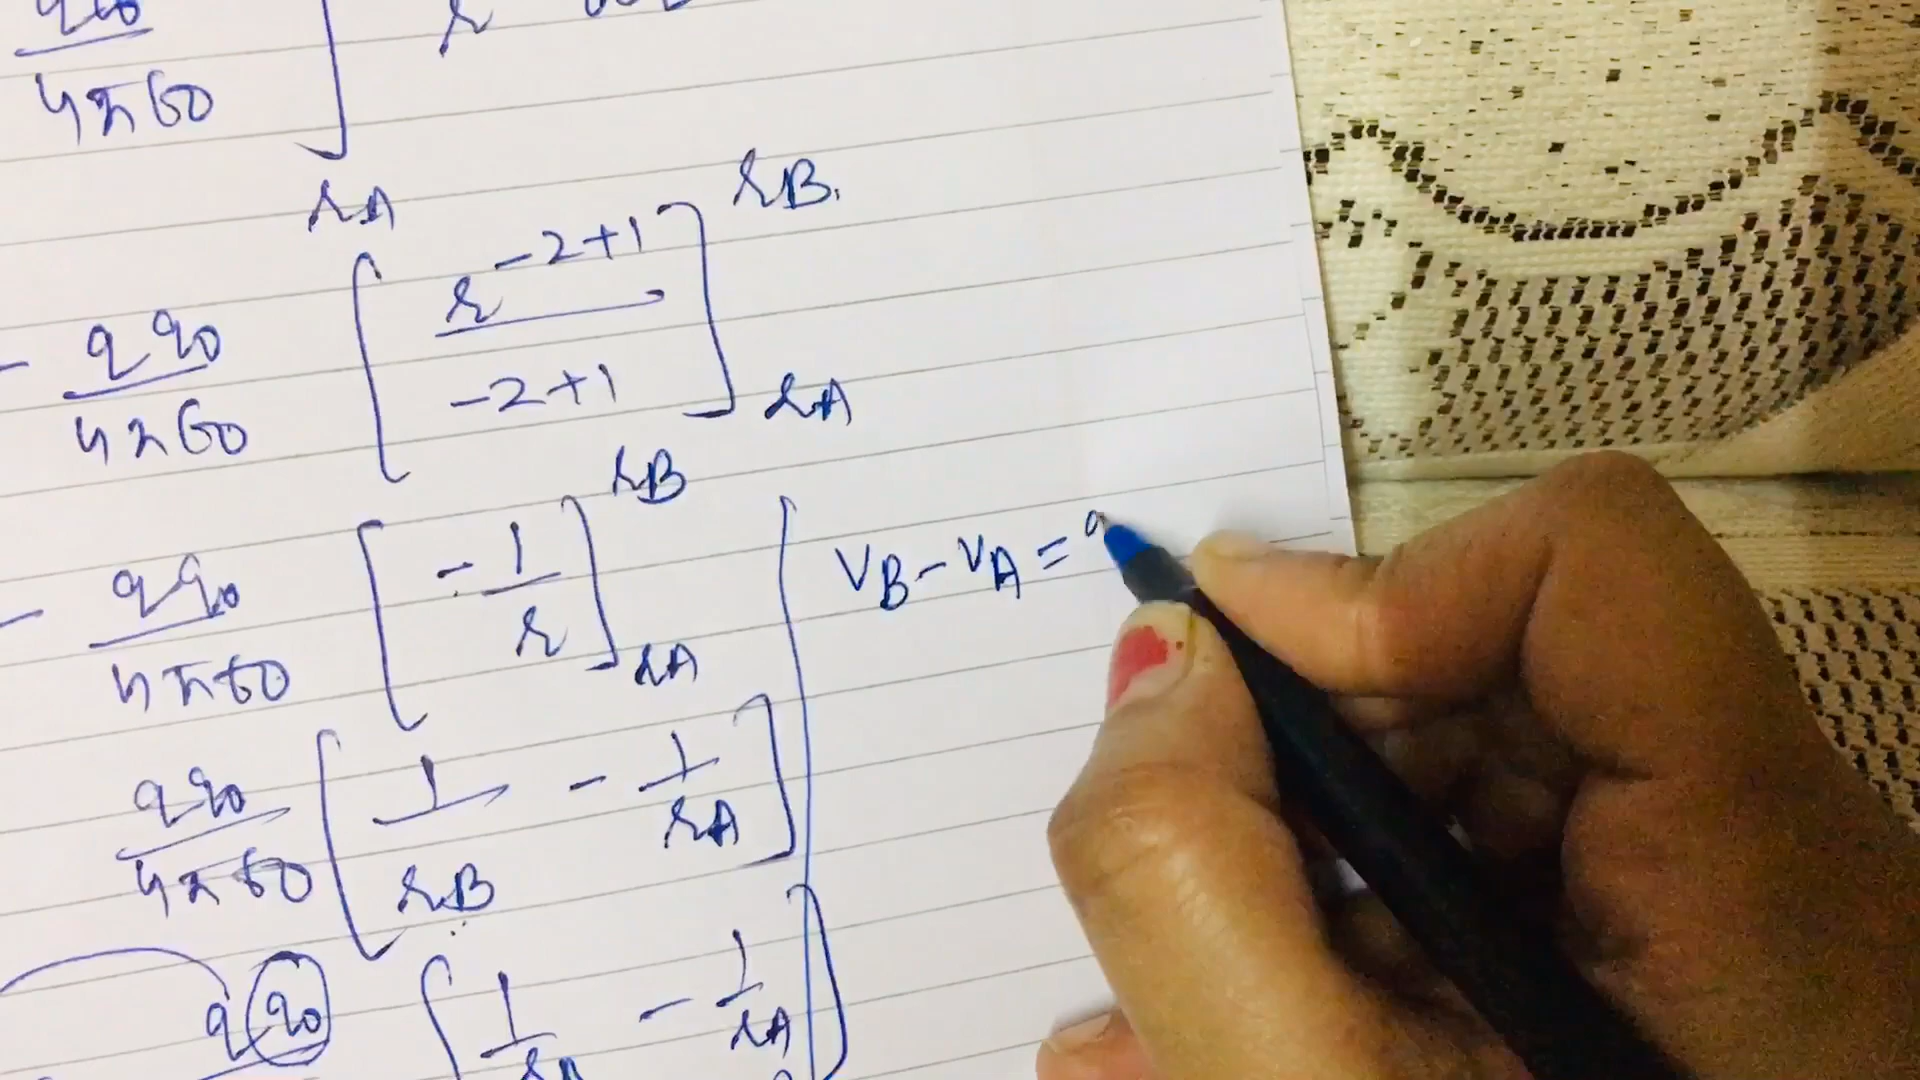 4πε0
rA
- qq0/4πε0 [ r^-2+1 / -2+1 ] rB rA
- qq0/4πε0 [ - 1/r ] rB rA
VB - VA = q
qq0/4πε0 [ 1/rB - 1/rA ]
qq0 [ 1 - 1/rA ]